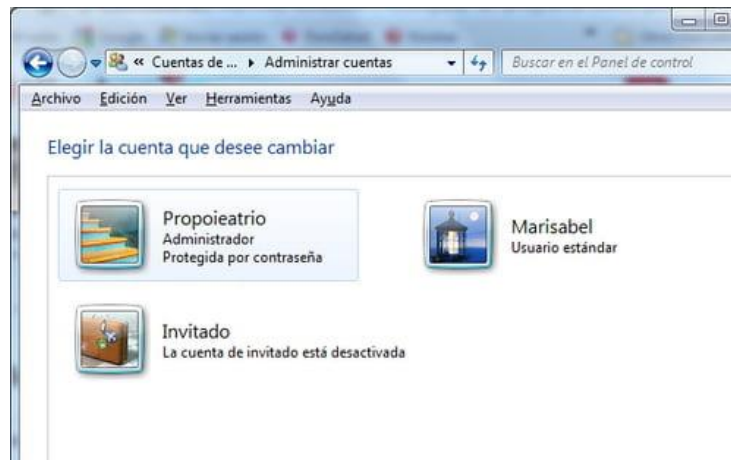 « Cuentas de ... ▸ Administrar cuentas
Buscar en el Panel de control
Archivo Edición Ver Herramientas Ayuda
Elegir la cuenta que desee cambiar
Propoieatrio
Administrador
Protegida por contraseña
Marisabel
Usuario estándar
Invitado
La cuenta de invitado está desactivada